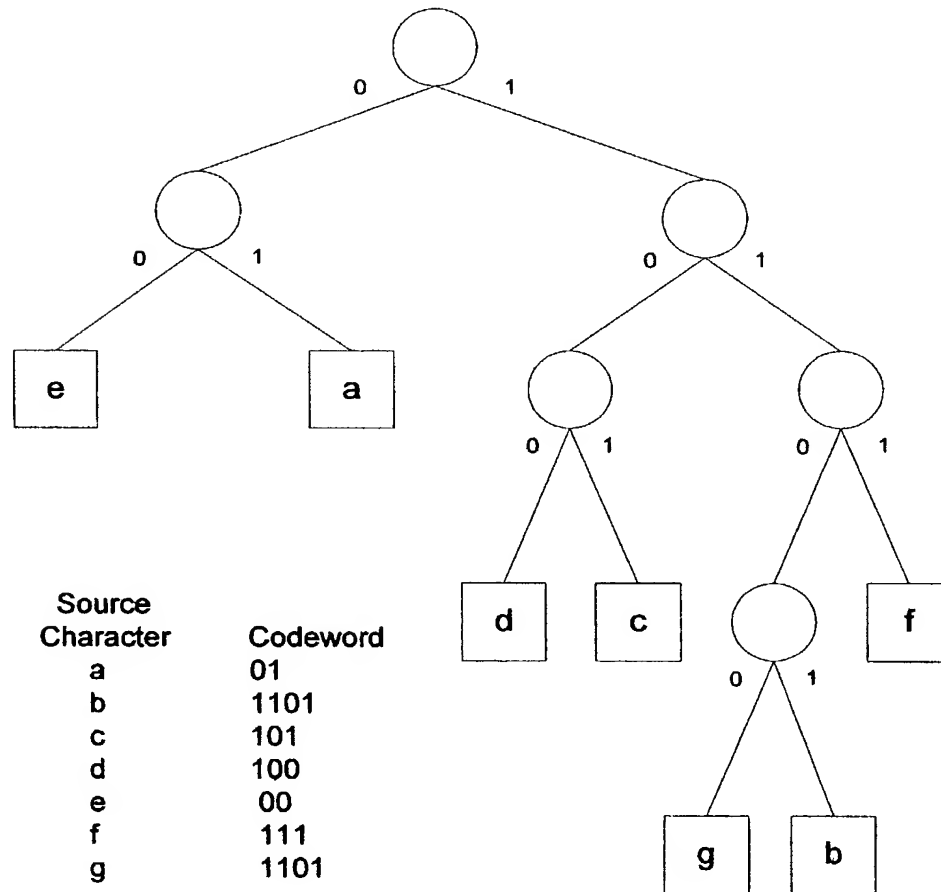 0 1
0 1 0 1
e a
0 1 0 1
d c f
0 1
g b
Source
Character Codeword
a 01
b 1101
c 101
d 100
e 00
f 111
g 1101